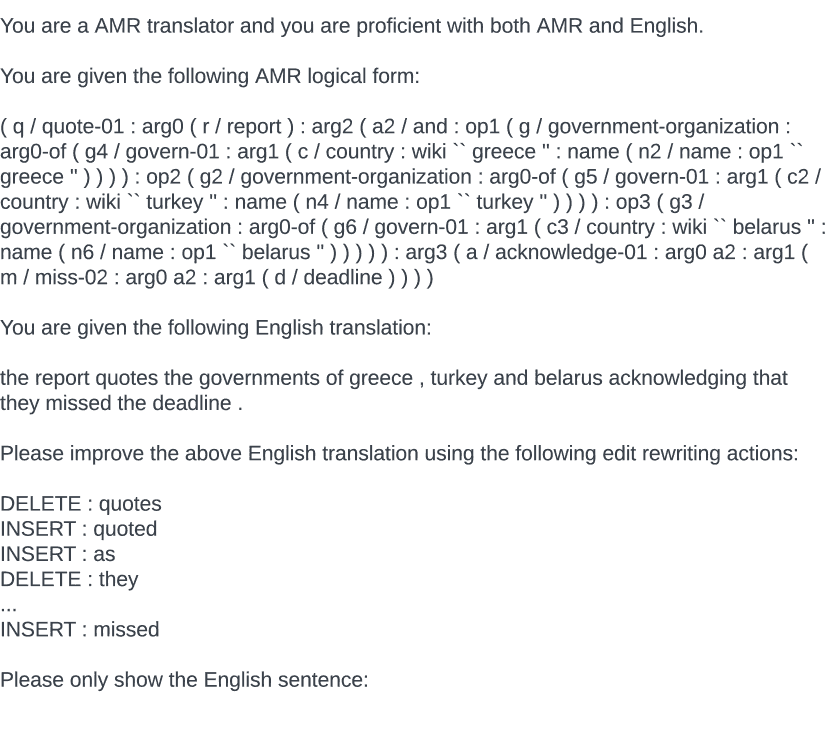 You are a AMR translator and you are proficient with both AMR and English.
You are given the following AMR logical form:
( q / quote-01 : arg0 ( r / report ) : arg2 ( a2 / and : op1 ( g / government-organization :
arg0-of ( g4 / govern-01 : arg1 ( c / country : wiki `` greece '' : name ( n2 / name : op1 ``
greece '' ) ) ) ) : op2 ( g2 / government-organization : arg0-of ( g5 / govern-01 : arg1 ( c2 /
country : wiki `` turkey '' : name ( n4 / name : op1 `` turkey '' ) ) ) ) : op3 ( g3 /
government-organization : arg0-of ( g6 / govern-01 : arg1 ( c3 / country : wiki `` belarus '' :
name ( n6 / name : op1 `` belarus '' ) ) ) ) ) : arg3 ( a / acknowledge-01 : arg0 a2 : arg1 (
m / miss-02 : arg0 a2 : arg1 ( d / deadline ) ) ) )
You are given the following English translation:
the report quotes the governments of greece , turkey and belarus acknowledging that
they missed the deadline .
Please improve the above English translation using the following edit rewriting actions:
DELETE : quotes
INSERT : quoted
INSERT : as
DELETE : they
...
INSERT : missed
Please only show the English sentence: